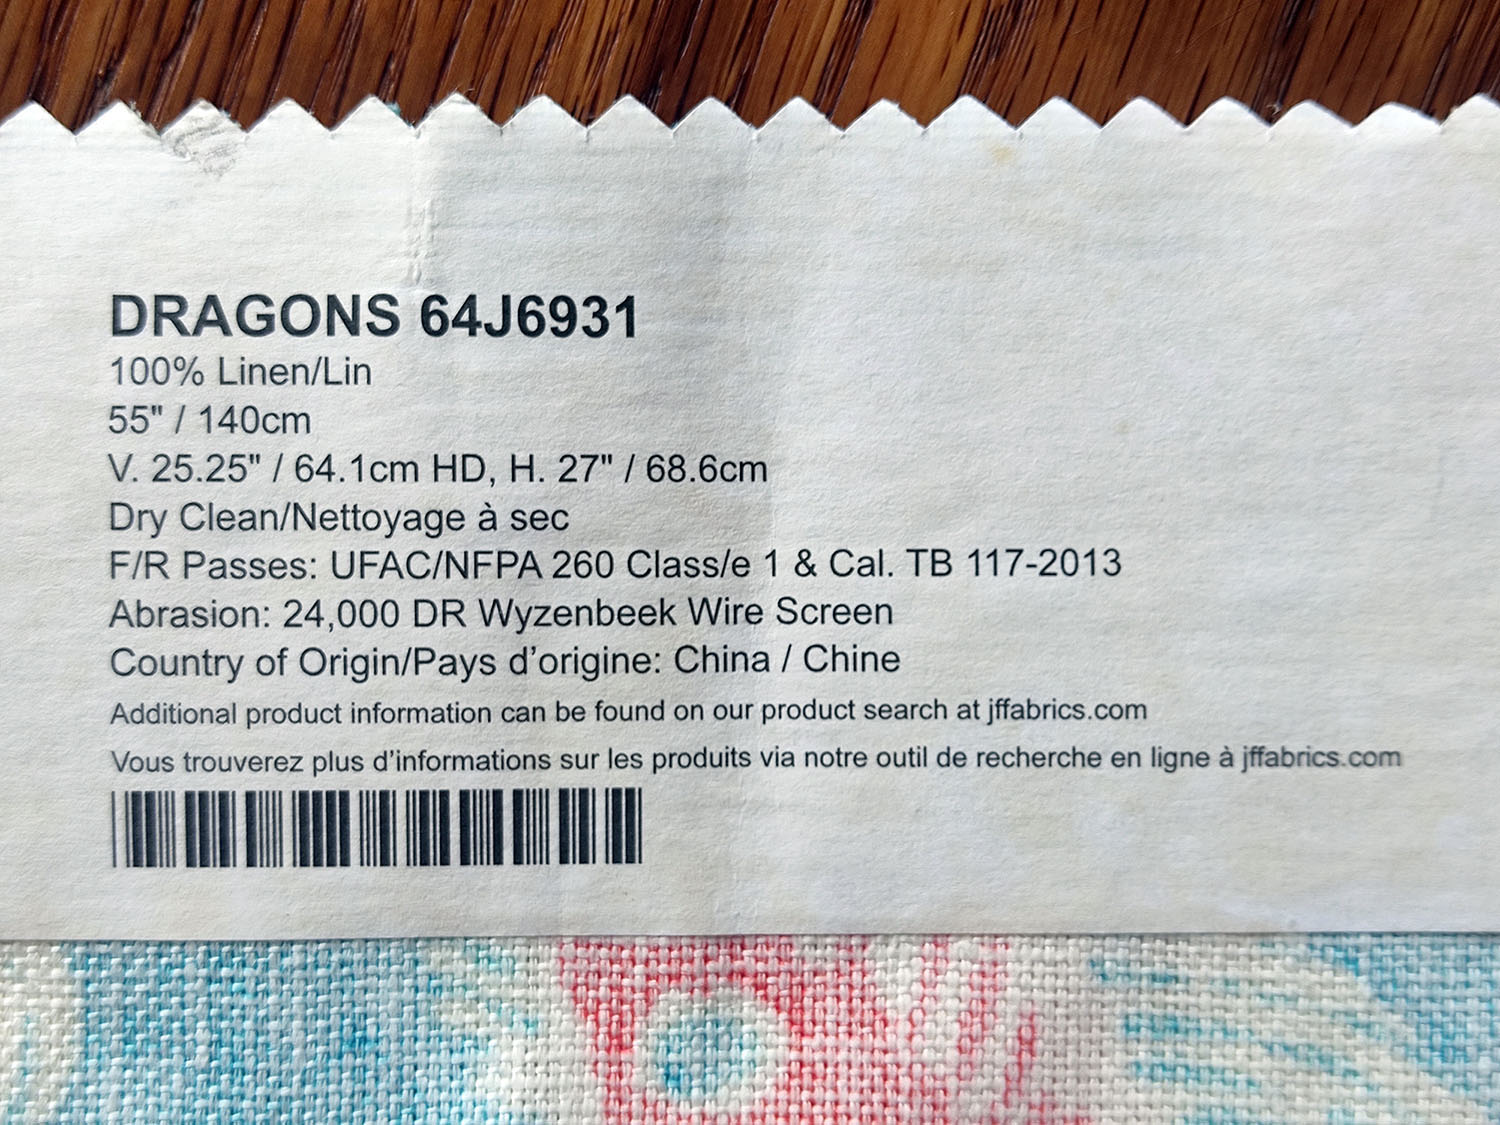 DRAGONS 64J6931
100% Linen/Lin
55" / 140cm
V. 25.25" / 64.1cm HD, H. 27" / 68.6cm
Dry Clean/Nettoyage à sec
F/R Passes: UFAC/NFPA 260 Class/e 1 & Cal. TB 117-2013
Abrasion: 24,000 DR Wyzenbeek Wire Screen
Country of Origin/Pays d’origine: China / Chine
Additional product information can be found on our product search at jffabrics.com
Vous trouverez plus d’informations sur les produits via notre outil de recherche en ligne à jffabrics.com